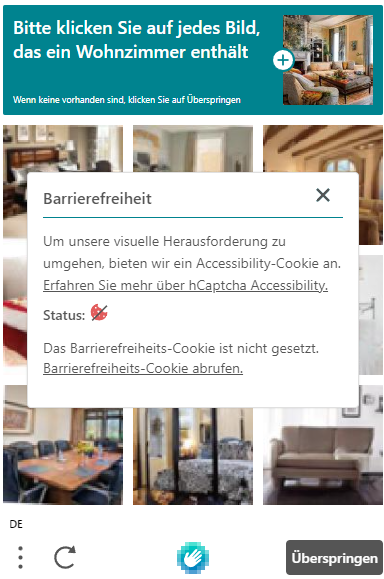 Bitte klicken Sie auf jedes Bild,
das ein Wohnzimmer enthält
Wenn keine vorhanden sind, klicken Sie auf Überspringen
Barrierefreiheit
Um unsere visuelle Herausforderung zu
umgehen, bieten wir ein Accessibility-Cookie an.
Erfahren Sie mehr über hCaptcha Accessibility.
Status:
Das Barrierefreiheits-Cookie ist nicht gesetzt.
Barrierefreiheits-Cookie abrufen.
DE
Überspringen